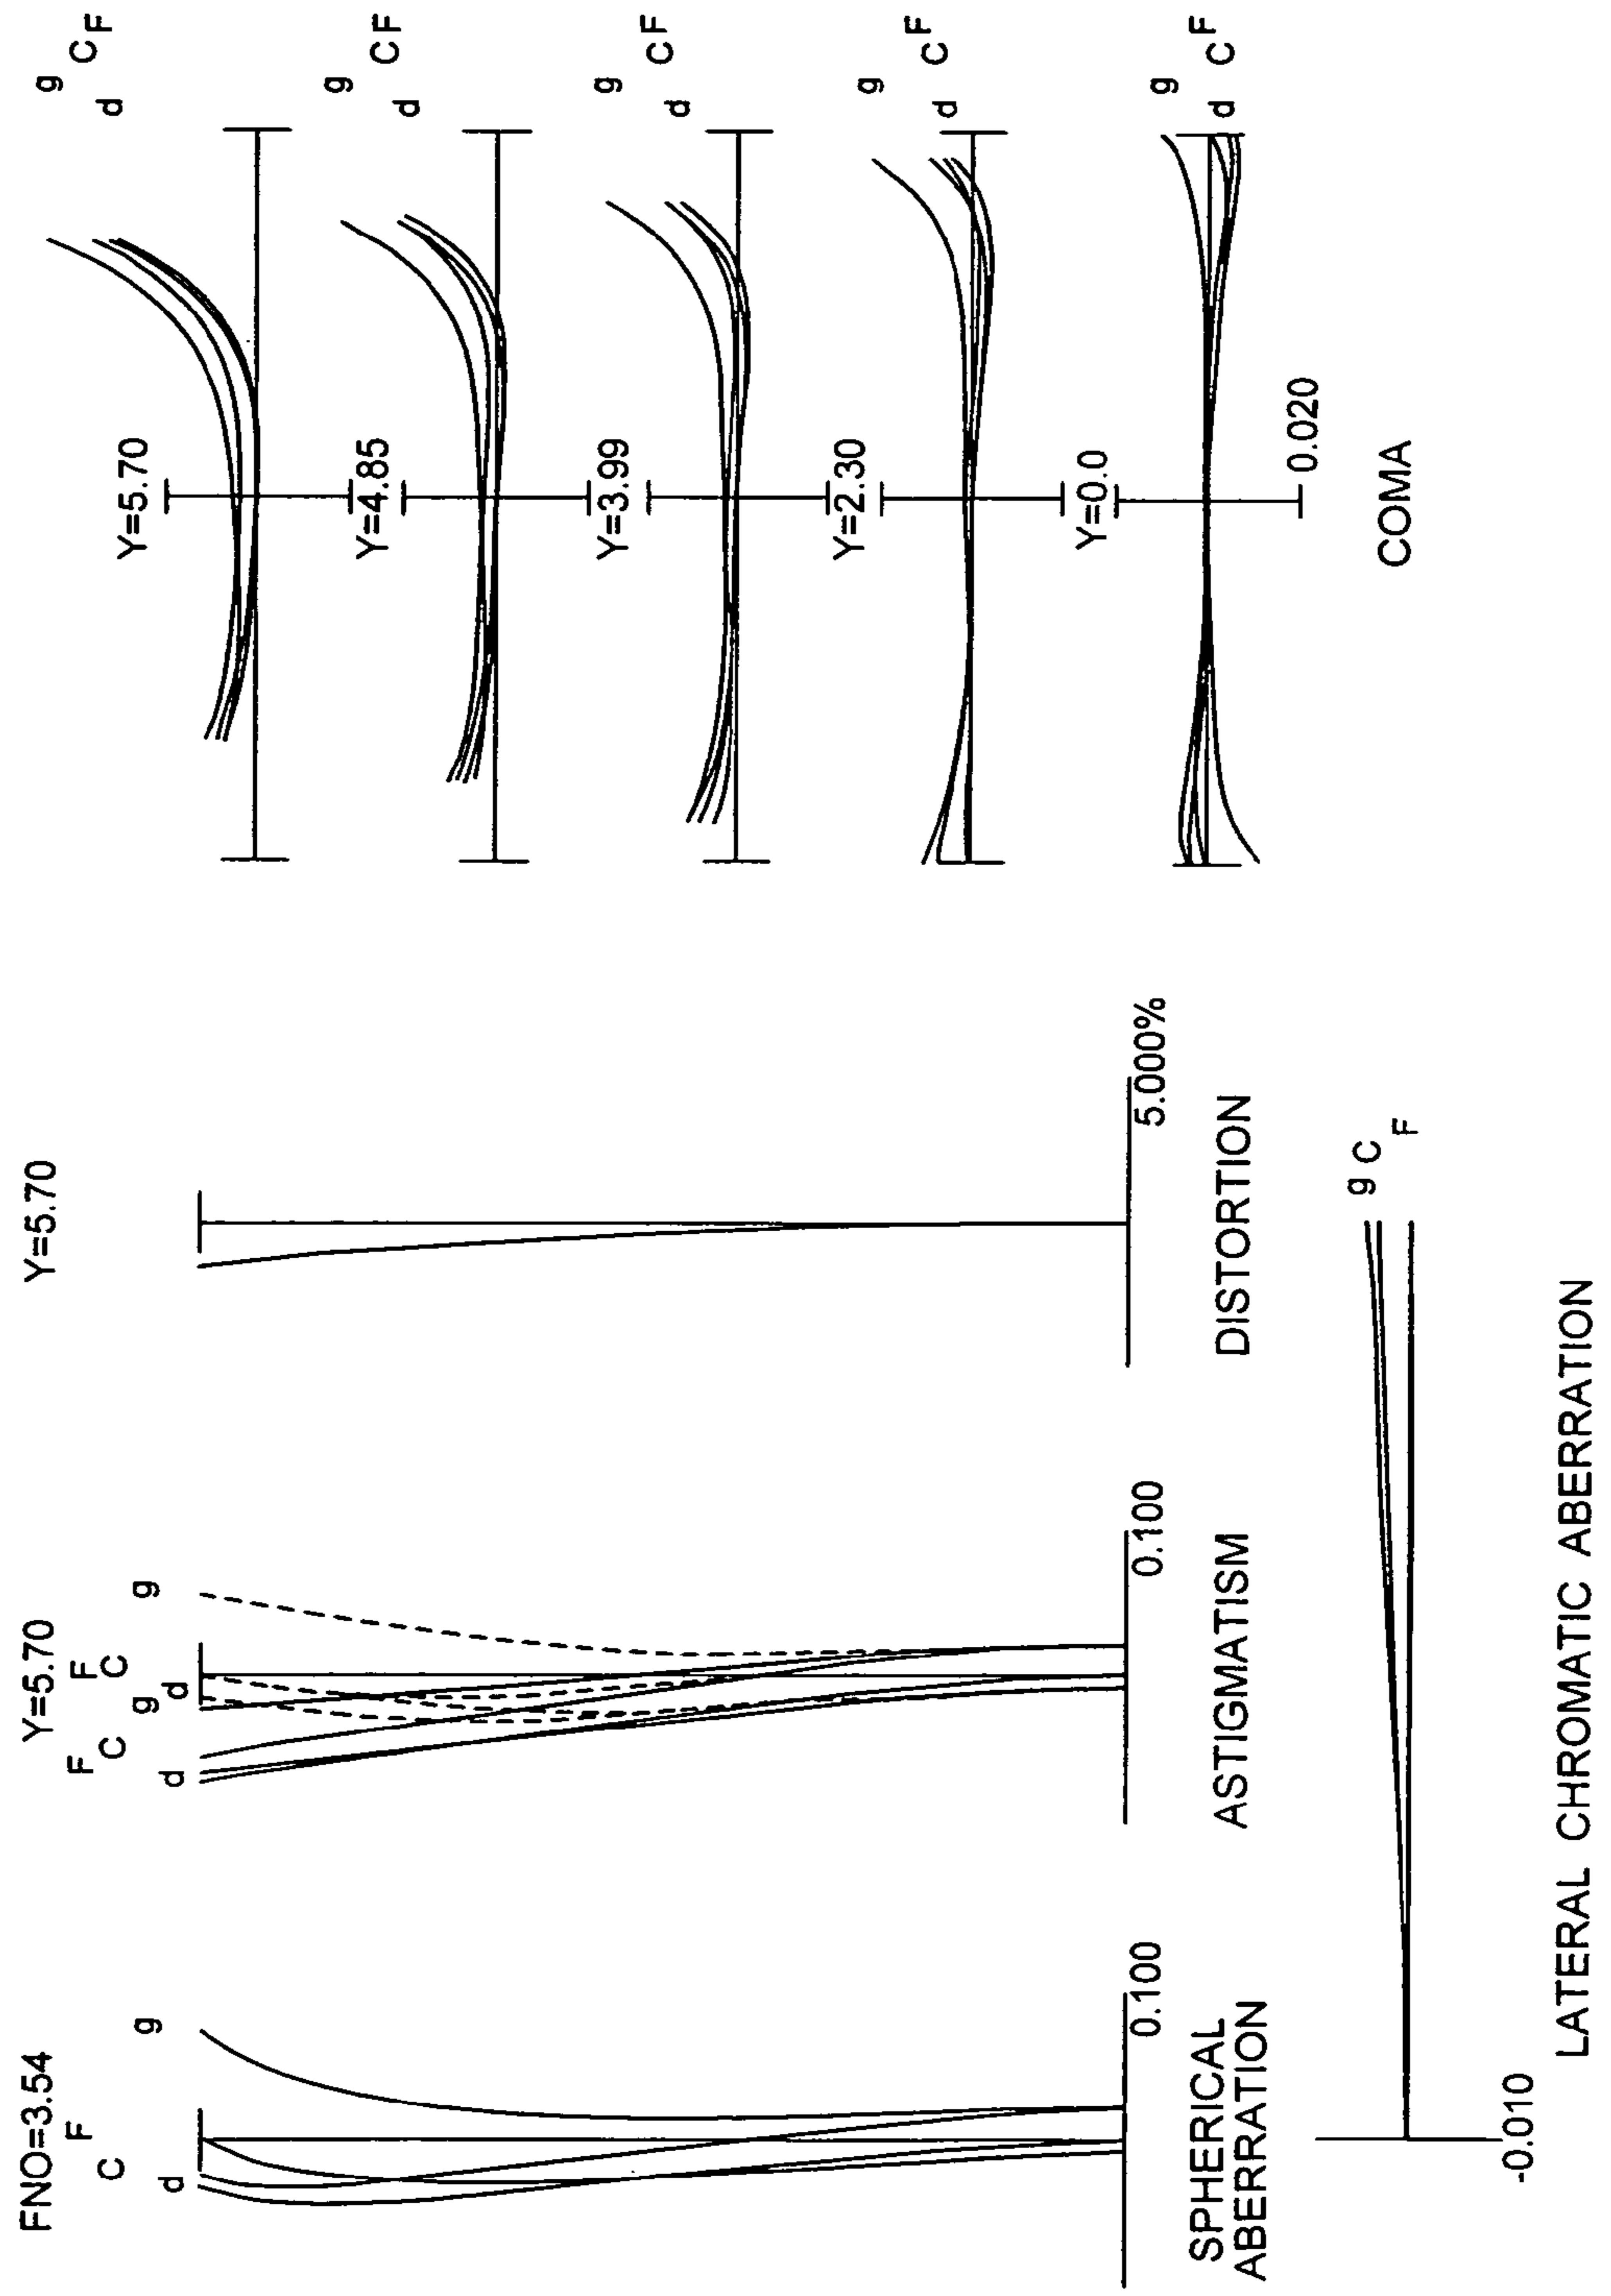 FNO=3.54
C
F
d
g
0.100
SPHERICAL
ABERRATION
Y=5.70
F
C
d
g
F
C
d
g
0.100
ASTIGMATISM
Y=5.70
5.000%
DISTORTION
Y=5.70
g
d
C
F
Y=4.85
g
d
C
F
Y=3.99
g
d
C
F
Y=2.30
g
d
C
F
Y=0.0
g
d
C
F
0.020
COMA
g
C
F
-0.010
LATERAL CHROMATIC ABERRATION